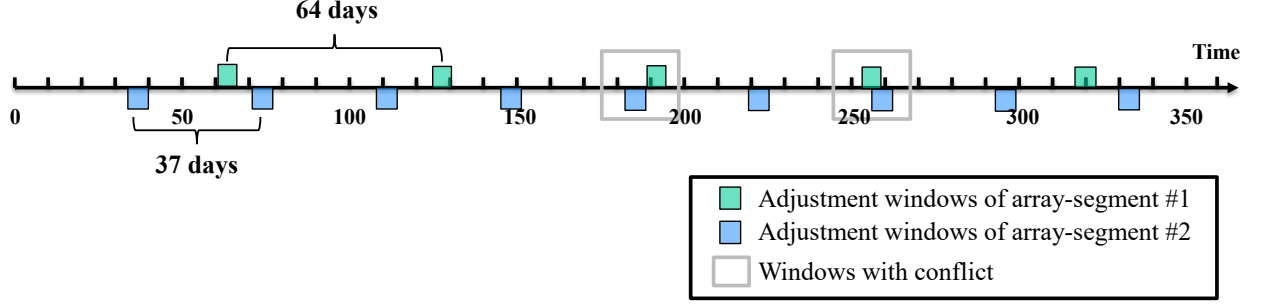 64 days
Time
0 50 100 150 200 250 300 350
37 days
Adjustment windows of array-segment #1
Adjustment windows of array-segment #2
Windows with conflict